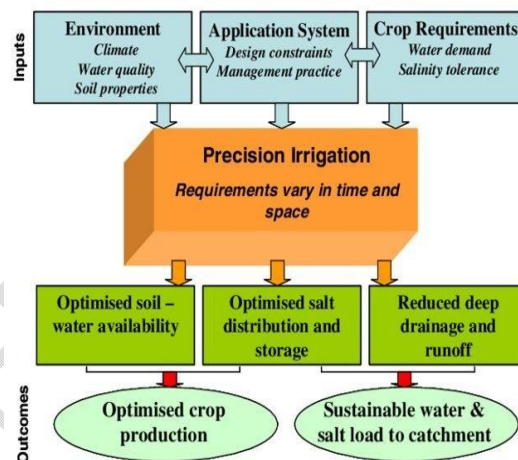 Inputs
Environment
Climate
Water quality
Soil properties
Application System
Design constraints
Management practice
Crop Requirements
Water demand
Salinity tolerance
Precision Irrigation
Requirements vary in time and
space
Optimised soil –
water availability
Optimised salt
distribution and
storage
Reduced deep
drainage and
runoff
Outcomes
Optimised crop
production
Sustainable water &
salt load to catchment